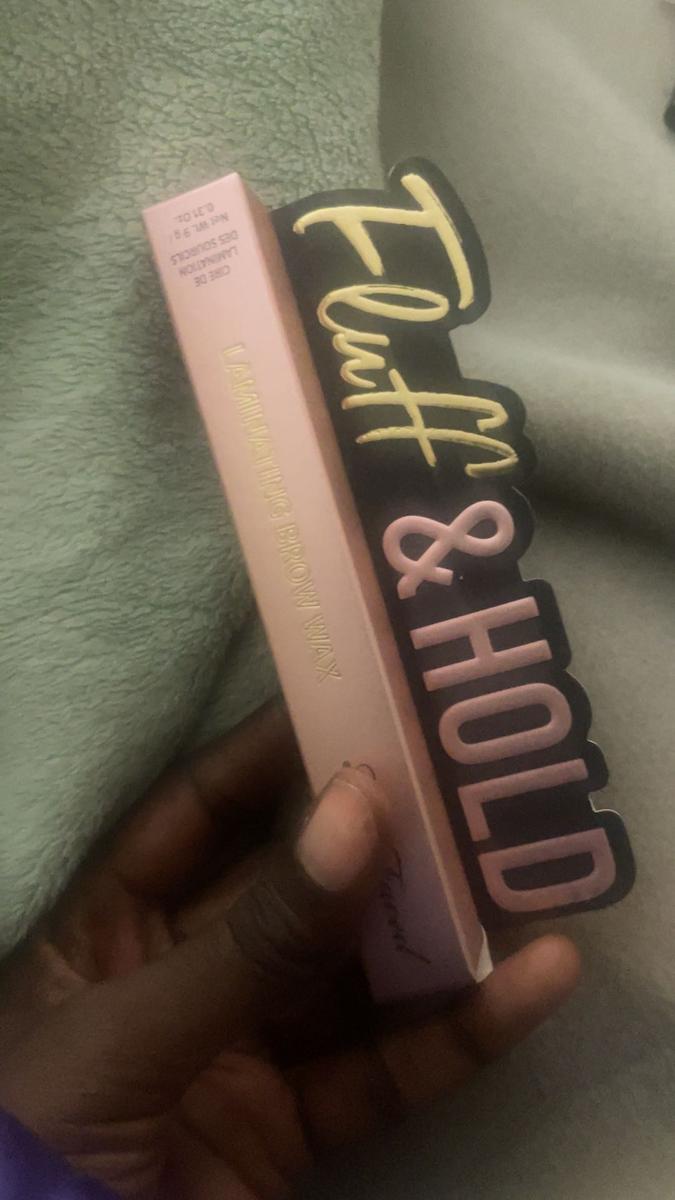 Fluff
& HOLD
LAMINATING BROW WAX
CIRE DE
LAMINATION
DES SOURCILS
Net Wt. 9 g /
0.31 Oz.